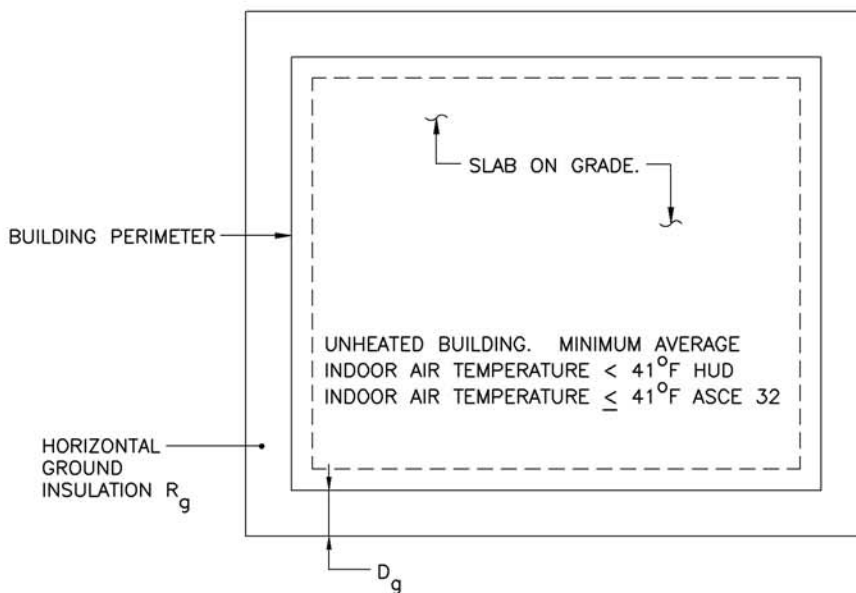 SLAB ON GRADE.
BUILDING PERIMETER
UNHEATED BUILDING. MINIMUM AVERAGE
INDOOR AIR TEMPERATURE < 41°F HUD
INDOOR AIR TEMPERATURE ≤ 41°F ASCE 32
HORIZONTAL
GROUND
INSULATION Rg
Dg